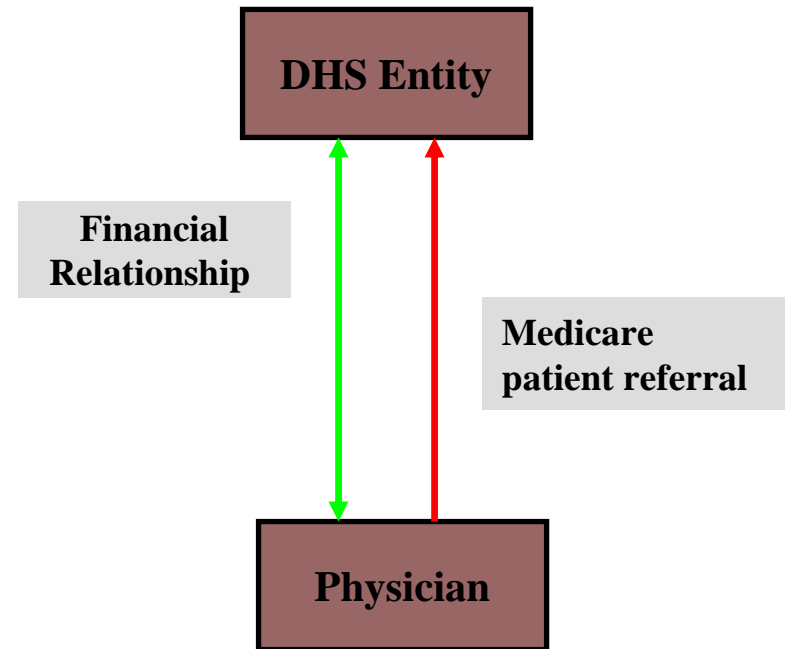 DHS Entity
Financial
Relationship
Medicare
patient referral
Physician